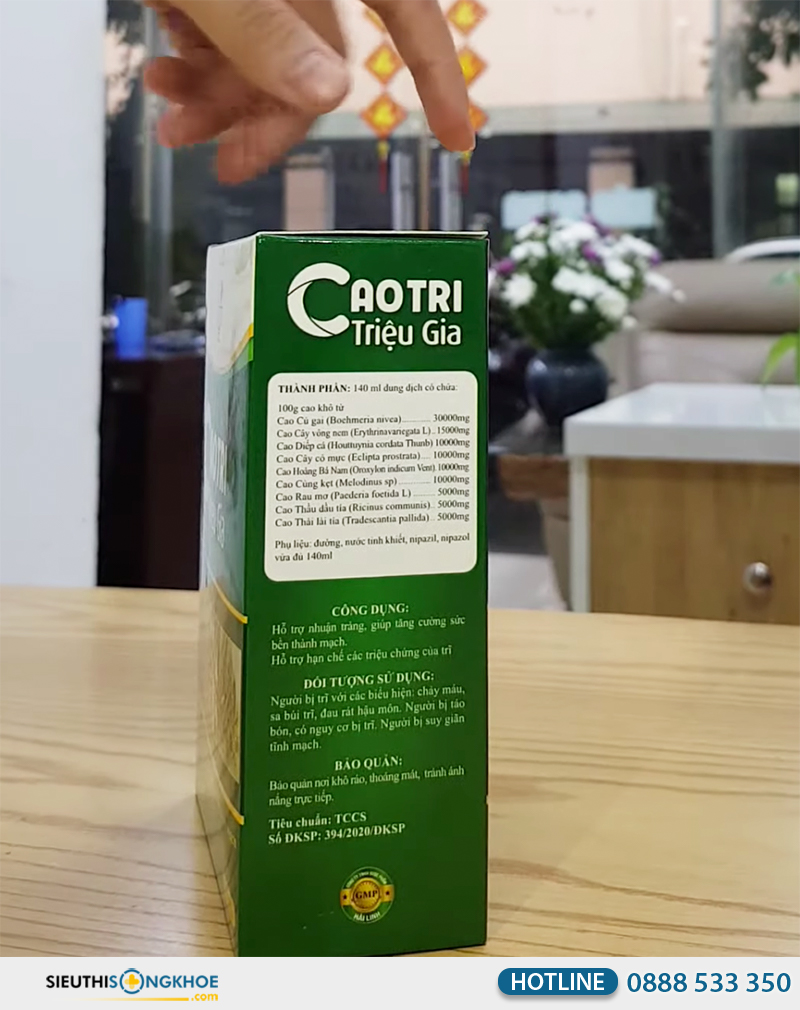 CAOTRI
Triệu Gia
THÀNH PHẦN: 140 ml dung dịch có chứa:
100g cao khô từ
Cao Củ gai (Bochmeria nivea)............ 30000mg
Cao Cây vông nem (Erythrinavariegata L).. 15000mg
Cao Diếp cá (Houttuynia cordata Thunb) 10000mg
Cao Cây cỏ mực (Eclipta prostrata)...... 10000mg
Cao Hoàng Bá Nam (Oroxylon indicum Vent). 10000mg
Cao Cùng kẹt (Melodinus sp)............ 10000mg
Cao Rau mơ (Paederia foetida L)........ 5000mg
Cao Thầu dầu tía (Ricinus communis).. 5000mg
Cao Thài lài tía (Tradescantia pallida).. 5000mg
Phụ liệu: đường, nước tinh khiết, nipazil, nipazol
vừa đủ 140ml
CÔNG DỤNG:
Hỗ trợ nhuận tràng, giúp tăng cường sức
bền thành mạch.
Hỗ trợ hạn chế các triệu chứng của trĩ
ĐỐI TƯỢNG SỬ DỤNG:
Người bị trĩ với các biểu hiện: chảy máu,
sa búi trĩ, đau rát hậu môn. Người bị táo
bón, có nguy cơ bị trĩ. Người bị suy giãn
tĩnh mạch.
BẢO QUẢN:
Bảo quản nơi khô ráo, thoáng mát, tránh ánh
nắng trực tiếp.
Tiêu chuẩn: TCCS
Số ĐKSP: 394/2020/ĐKSP
GMP
HẢI LINH
SIEUTHISONGKHOE
.com
HOTLINE 0888 533 350